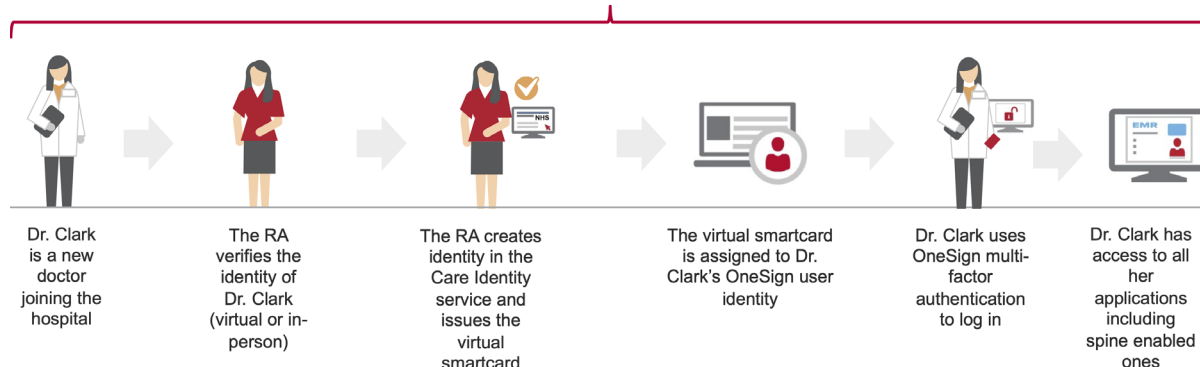 NHS
EMR
Dr. Clark
is a new
doctor
joining the
hospital
The RA
verifies the
identity of
Dr. Clark
(virtual or in-
person)
The RA creates
identity in the
Care Identity
service and
issues the
virtual
smartcard
The virtual smartcard
is assigned to Dr.
Clark's OneSign user
identity
Dr. Clark uses
OneSign multi-
factor
authentication
to log in
Dr. Clark has
access to all
her
applications
including
spine enabled
ones